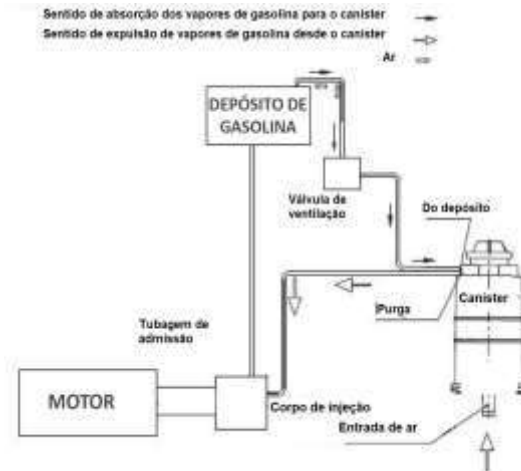 Sentido de absorção dos vapores de gasolina para o canister
Sentido de expulsão de vapores de gasolina desde o canister
Ar
DEPÓSITO DE
GASOLINA
Válvula de
ventilação
Do depósito
Canister
Purga
Tubagem de
admissão
MOTOR
Corpo de injeção
Entrada de ar